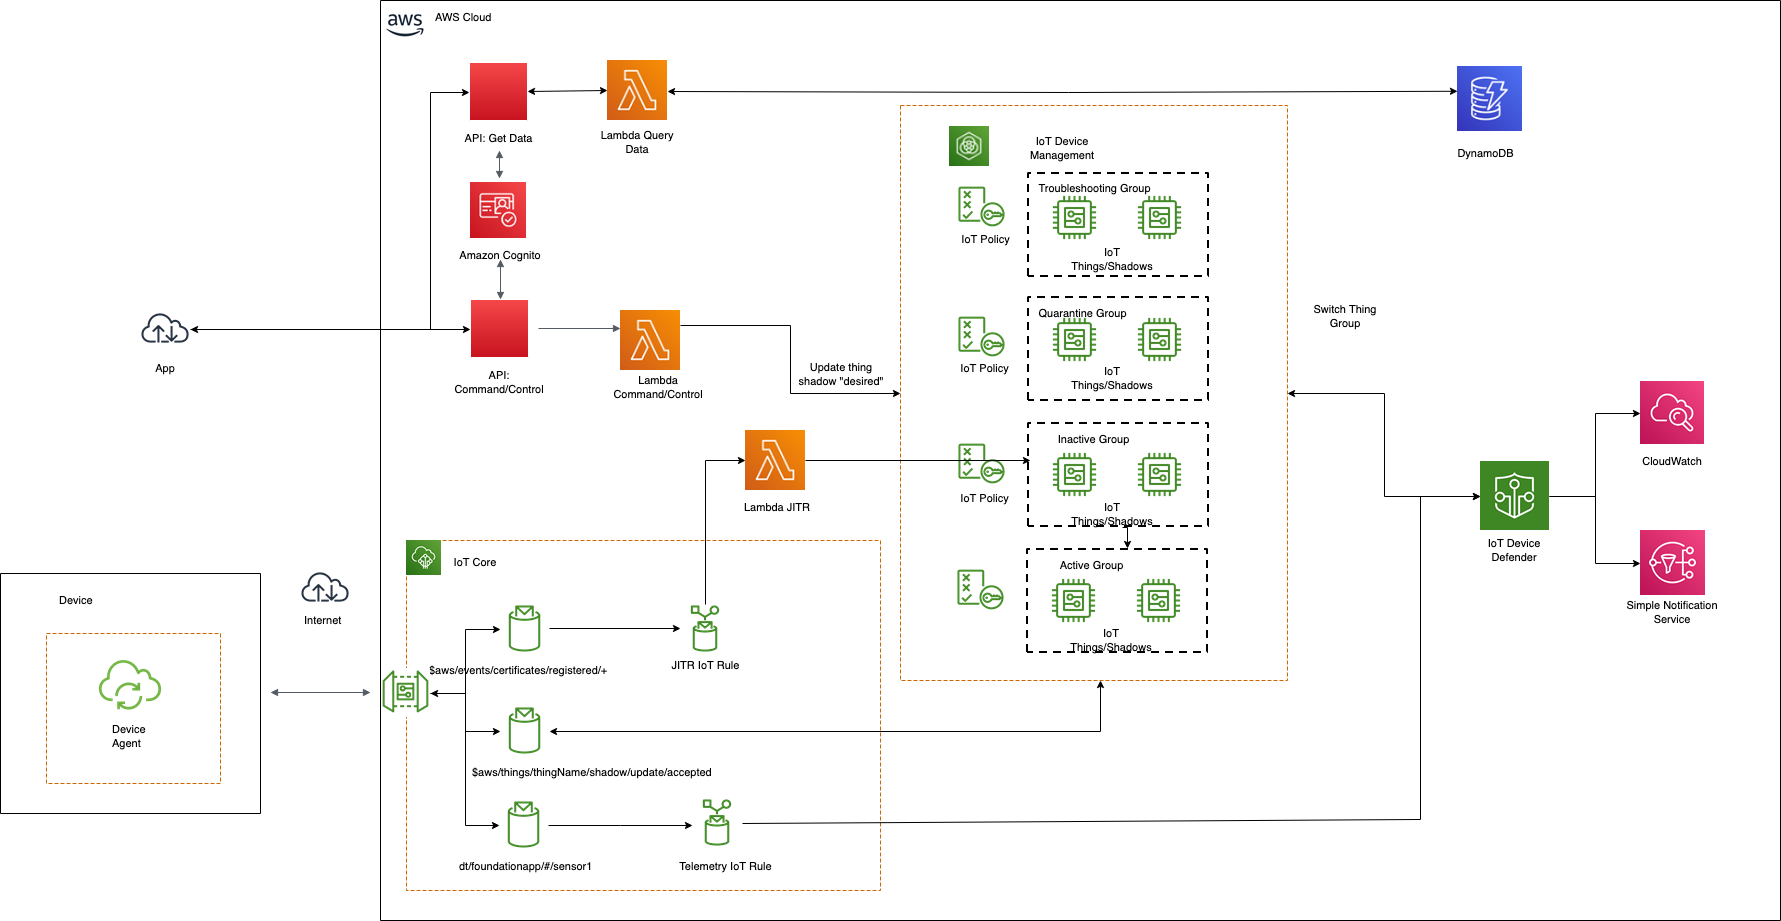 aws
AWS Cloud
API: Get Data
Lambda Query
Data
DynamoDB
IoT Device
Management
Troubleshooting Group
IoT Policy
IoT
Things/Shadows
Amazon Cognito
Quarantine Group
IoT Policy
IoT
Things/Shadows
Switch Thing
Group
App
API:
Command/Control
Lambda
Command/Control
Update thing
shadow "desired"
Inactive Group
IoT Policy
IoT
Things/Shadows
CloudWatch
Lambda JITR
IoT Device
Defender
IoT Core
Active Group
IoT
Things/Shadows
Simple Notification
Service
Device
Internet
Device
Agent
$aws/events/certificates/registered/+
JITR IoT Rule
$aws/things/thingName/shadow/update/accepted
dt/foundationapp/#/sensor1
Telemetry IoT Rule